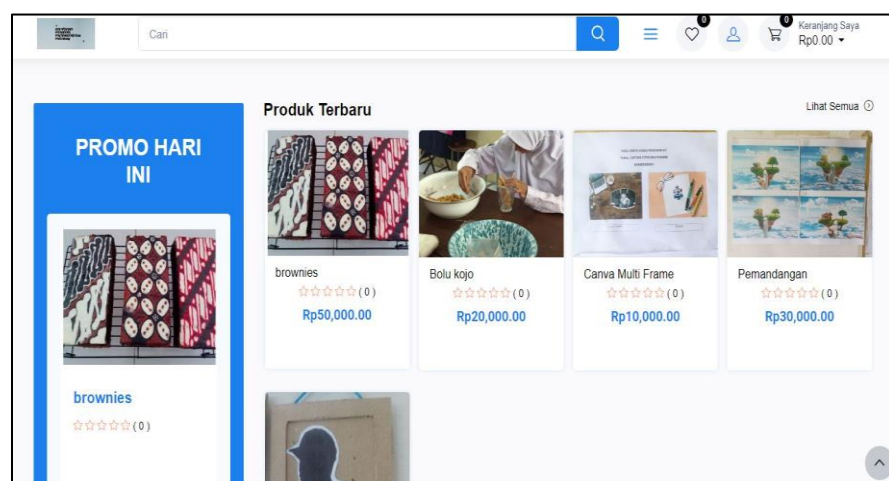 Cari
0
0
Keranjang Saya
Rp0.00
PROMO HARI
INI
brownies
(0)
Produk Terbaru
Lihat Semua
brownies
(0)
Rp50,000.00
Bolu kojo
(0)
Rp20,000.00
Canva Multi Frame
(0)
Rp10,000.00
Pemandangan
(0)
Rp30,000.00